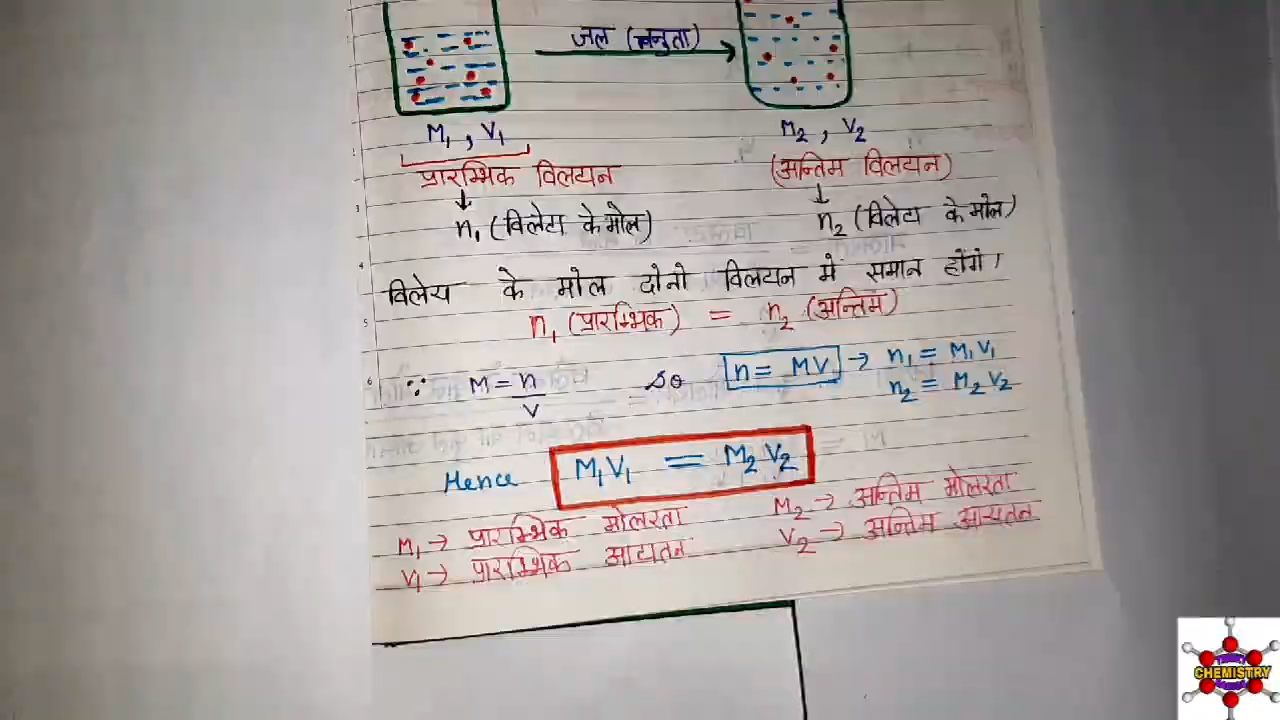 जल (तनुता)
M₁ , V₁
M₂ , V₂
प्रारम्भिक विलयन
(अन्तिम विलयन)
↓
↓
n₁ (विलेय के मोल)
n₂ (विलेय के मोल)
विलेय के मोल दोनो विलयन में समान होंगे।
n₁ (प्रारम्भिक) = n₂ (अन्तिम)
∵ M = n/V so n = MV → n₁ = M₁V₁
n₂ = M₂V₂
Hence M₁V₁ = M₂V₂
M₁ → प्रारम्भिक मोलरता
M₂ → अन्तिम मोलरता
V₁ → प्रारम्भिक आयतन
V₂ → अन्तिम आयतन
CHEMISTRY